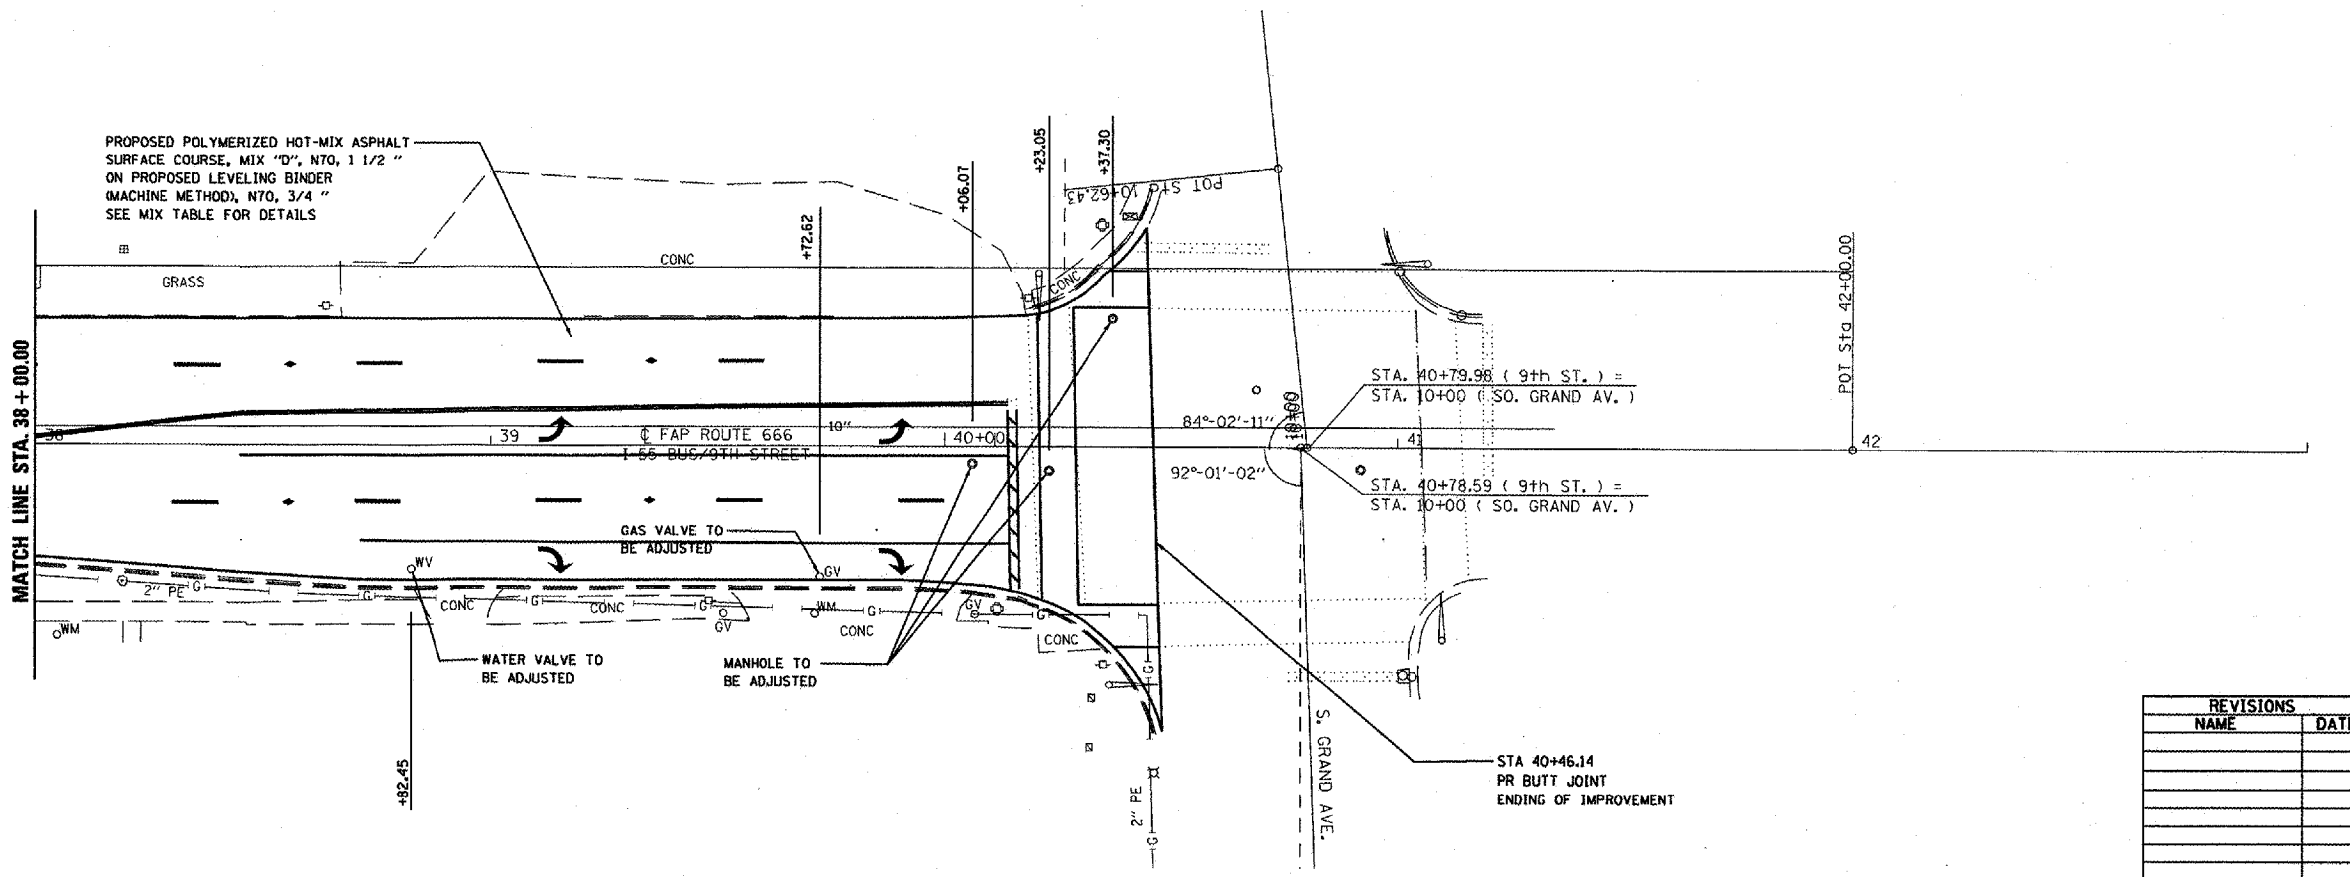 PROPOSED POLYMERIZED HOT-MIX ASPHALT
SURFACE COURSE, MIX "D", N70, 1 1/2 "
ON PROPOSED LEVELING BINDER
(MACHINE METHOD), N70, 3/4 "
SEE MIX TABLE FOR DETAILS
+72.62
+06.07
+23.05
+37.30
POT Sta 10+62.43
CONC
GRASS
CONC
POT Sta 42+00.00
MATCH LINE STA. 38 + 00.00
STA. 40+79.98 ( 9th ST. ) =
STA. 10+00 ( SO. GRAND AV. )
38
39
℄ FAP ROUTE 666
10"
40+00
84°-02'-11"
10+00
10+00
41
42
I-55 BUS/9TH STREET
92°-01'-02"
STA. 40+78.59 ( 9th ST. ) =
STA. 10+00 ( SO. GRAND AV. )
GAS VALVE TO
BE ADJUSTED
WV
GV
2" PE
G
G
G
G
G
G
G
G
CONC
CONC
WM
GV
GV
WM
CONC
CONC
WATER VALVE TO
BE ADJUSTED
MANHOLE TO
BE ADJUSTED
+82.45
2" PE
G
S. GRAND AVE.
STA 40+46.14
PR BUTT JOINT
ENDING OF IMPROVEMENT
REVISIONS
NAME